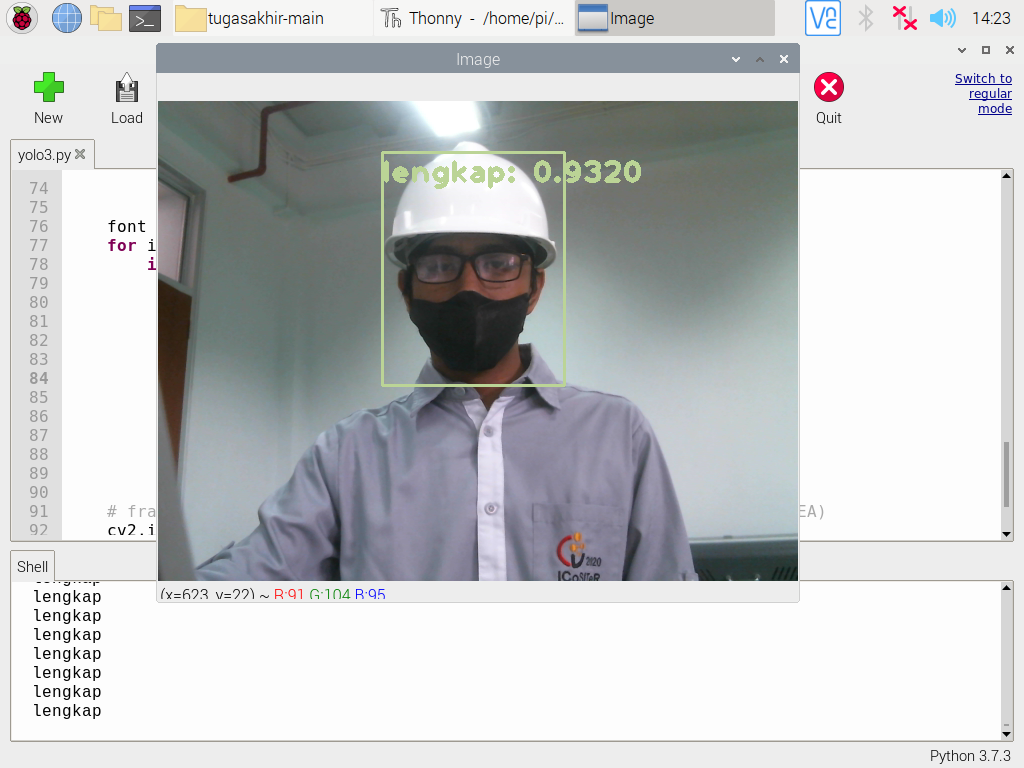 tugasakhir-main
Thonny - /home/pi/...
Image
VNC
14:23
Image
New
Load
Quit
Switch to
regular
mode
yolo3.py
74
75
76 font
77 for i
78 i
79
80
81
82
83
84
85
86
87
88
89
90
91 # fra EA)
92 cv2.i
lengkap: 0.9320
2020
ICoSITeR
(x=623, y=22) ~ R:91 G:104 B:95
Shell
lengkap
lengkap
lengkap
lengkap
lengkap
lengkap
lengkap
lengkap
Python 3.7.3